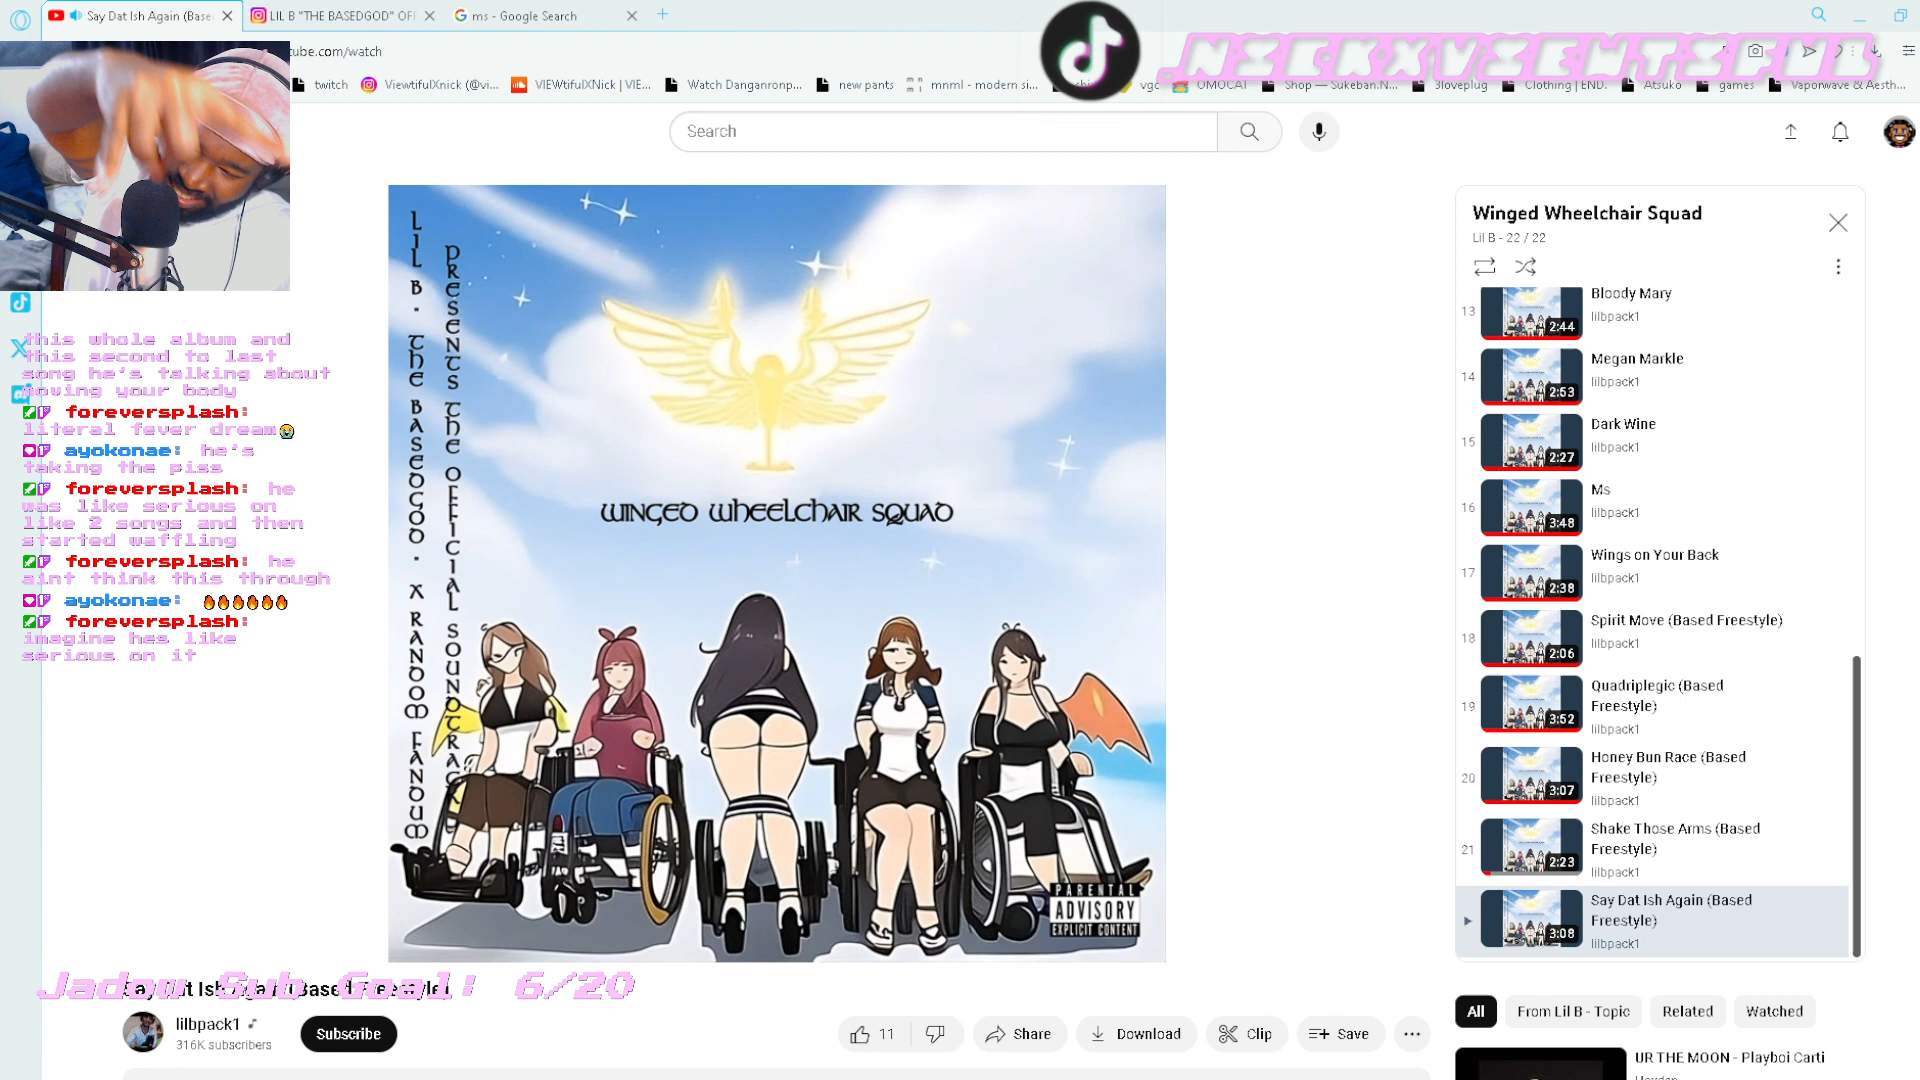 Say Dat Ish Again (Base
LIL B "THE BASEDGOD" OF
ms - Google Search
tube.com/watch
.NICKXVIENTIFUL
twitch
ViewtifulXnick (@vi...
VIEWtifulXNick | VIE...
Watch Danganronp...
new pants
mnml - modern si...
vgc
OMOCAT
Shop — Sukeban.N...
3loveplug
Clothing | END.
Atsuko
games
Vaporwave & Aesth...
Search
this whole album and
this second to last
song he's talking about
moving your body
foreversplash:
literal fever dream😭
ayokonae: he's
taking the piss
foreversplash: he
was like serious on
like 2 songs and then
started waffling
foreversplash: he
aint think this through
ayokonae: 🔥🔥🔥🔥🔥🔥
foreversplash:
imagine hes like
serious on it
LIL B - THE BASEDGOD - X RANDOM FANDUM
PRESENTS THE OFFICIAL SOUNDTRACK
WINGED WHEELCHAIR SQUAD
PARENTAL
ADVISORY
EXPLICIT CONTENT
Winged Wheelchair Squad
Lil B - 22 / 22
13
Bloody Mary
lilbpack1
2:44
14
Megan Markle
lilbpack1
2:53
15
Dark Wine
lilbpack1
2:27
16
Ms
lilbpack1
3:48
17
Wings on Your Back
lilbpack1
2:38
18
Spirit Move (Based Freestyle)
lilbpack1
2:06
19
Quadriplegic (Based
Freestyle)
lilbpack1
3:52
20
Honey Bun Race (Based
Freestyle)
lilbpack1
3:07
21
Shake Those Arms (Based
Freestyle)
lilbpack1
2:23
Say Dat Ish Again (Based
Freestyle)
lilbpack1
3:08
Jadow Sub Goal: 6/20
Say Dat Ish Again (Based Freestyle)
lilbpack1
316K subscribers
Subscribe
11
Share
Download
Clip
Save
All
From Lil B - Topic
Related
Watched
UR THE MOON - Playboi Carti